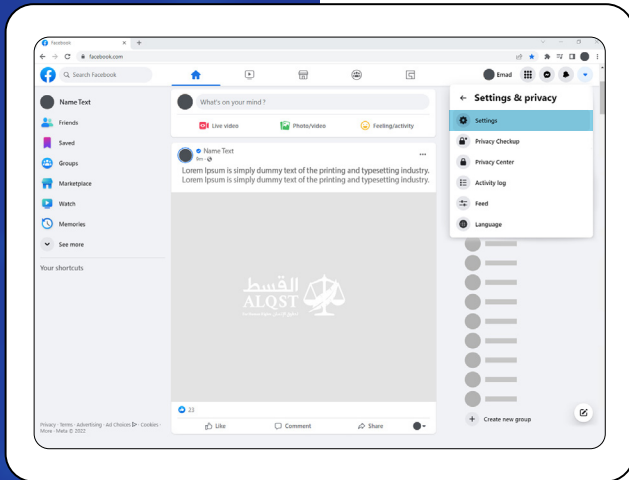 Facebook
facebook.com
Search Facebook
Emad
Name Text
Friends
Saved
Groups
Marketplace
Watch
Memories
See more
Your shortcuts
Privacy · Terms · Advertising · Ad Choices · Cookies ·
More · Meta © 2022
What's on your mind ?
Live video
Photo/video
Feeling/activity
Name Text
8m ·
Lorem Ipsum is simply dummy text of the printing and typesetting industry.
Lorem Ipsum is simply dummy text of the printing and typesetting industry.
القسط
ALQST
23
Like
Comment
Share
Settings & privacy
Settings
Privacy Checkup
Privacy Center
Activity log
Feed
Language
Create new group